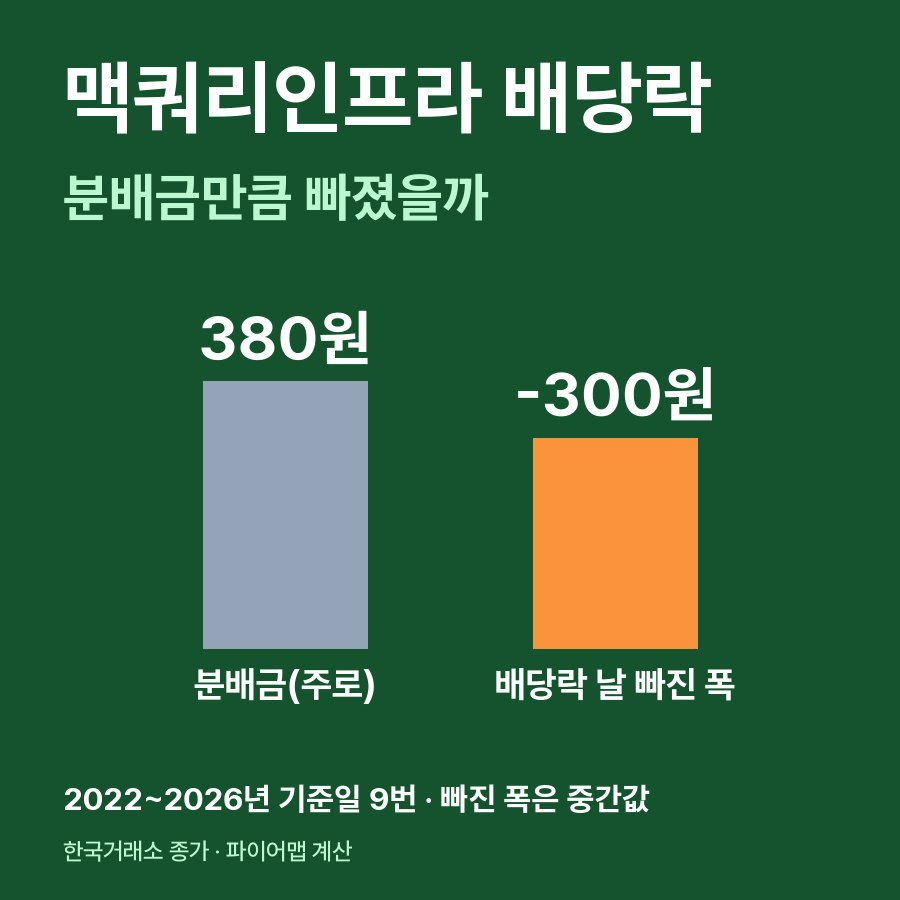 맥쿼리인프라 배당락
분배금만큼 빠졌을까
380원
-300원
분배금(주로)
배당락 날 빠진 폭
2022~2026년 기준일 9번 · 빠진 폭은 중간값
한국거래소 종가 · 파이어맵 계산